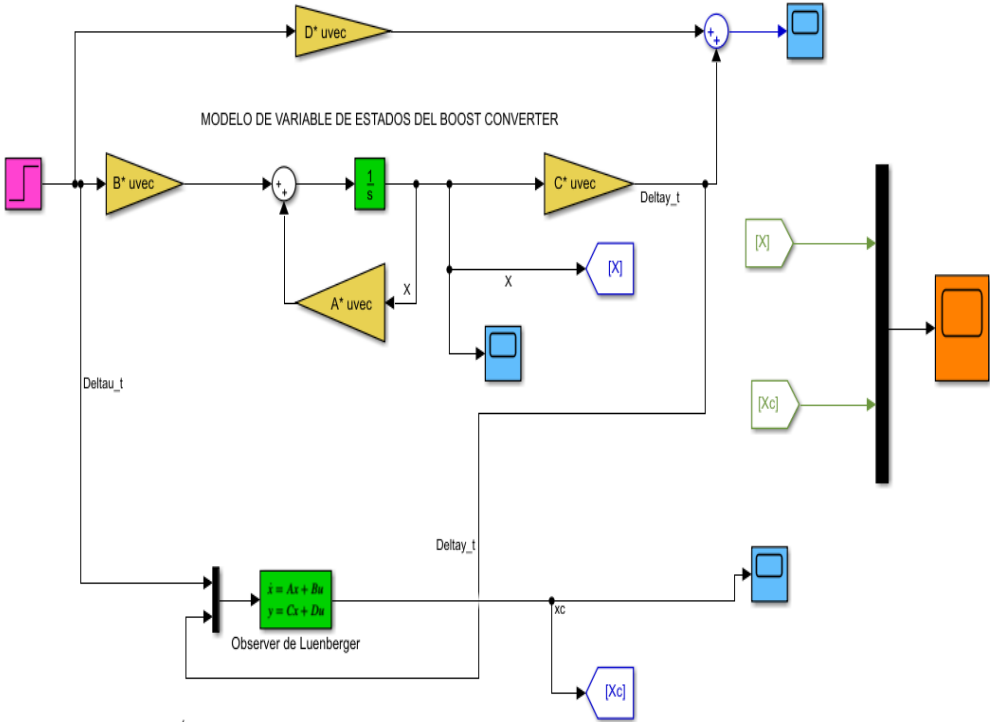 D* uvec
MODELO DE VARIABLE DE ESTADOS DEL BOOST CONVERTER
B* uvec
1
s
C* uvec
Deltay_t
[X]
[X]
X
A* uvec
X
Deltau_t
[Xc]
Deltay_t
ẋ = Ax + Bu
y = Cx + Du
xc
Observer de Luenberger
[Xc]